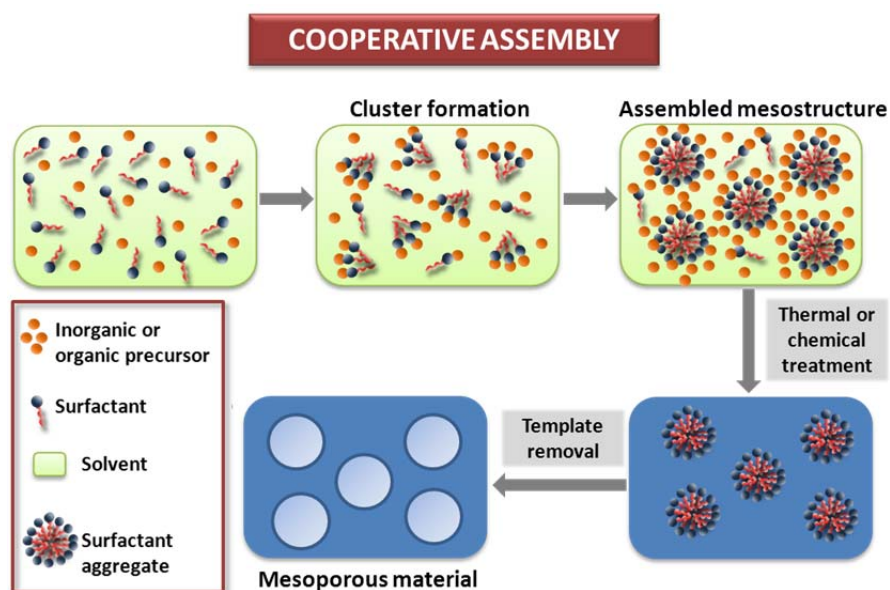 COOPERATIVE ASSEMBLY
Cluster formation
Assembled mesostructure
Inorganic or
organic precursor
Surfactant
Solvent
Surfactant
aggregate
Thermal or
chemical
treatment
Template
removal
Mesoporous material